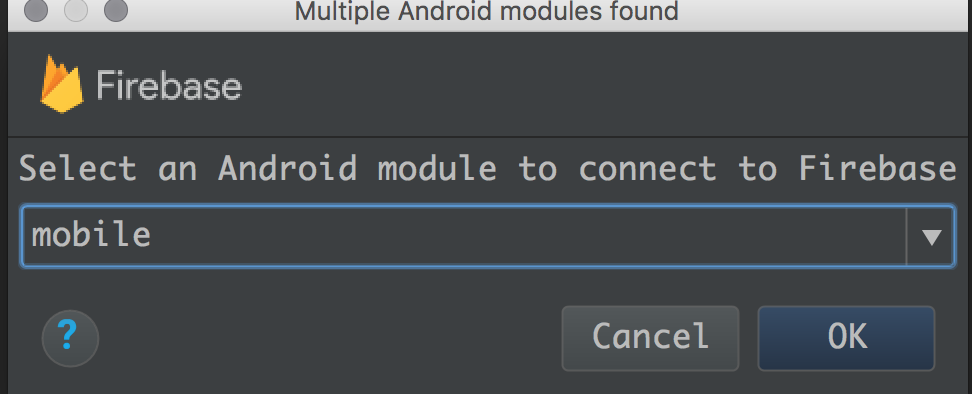 Multiple Android modules found
Firebase
Select an Android module to connect to Firebase
mobile
?
Cancel
OK